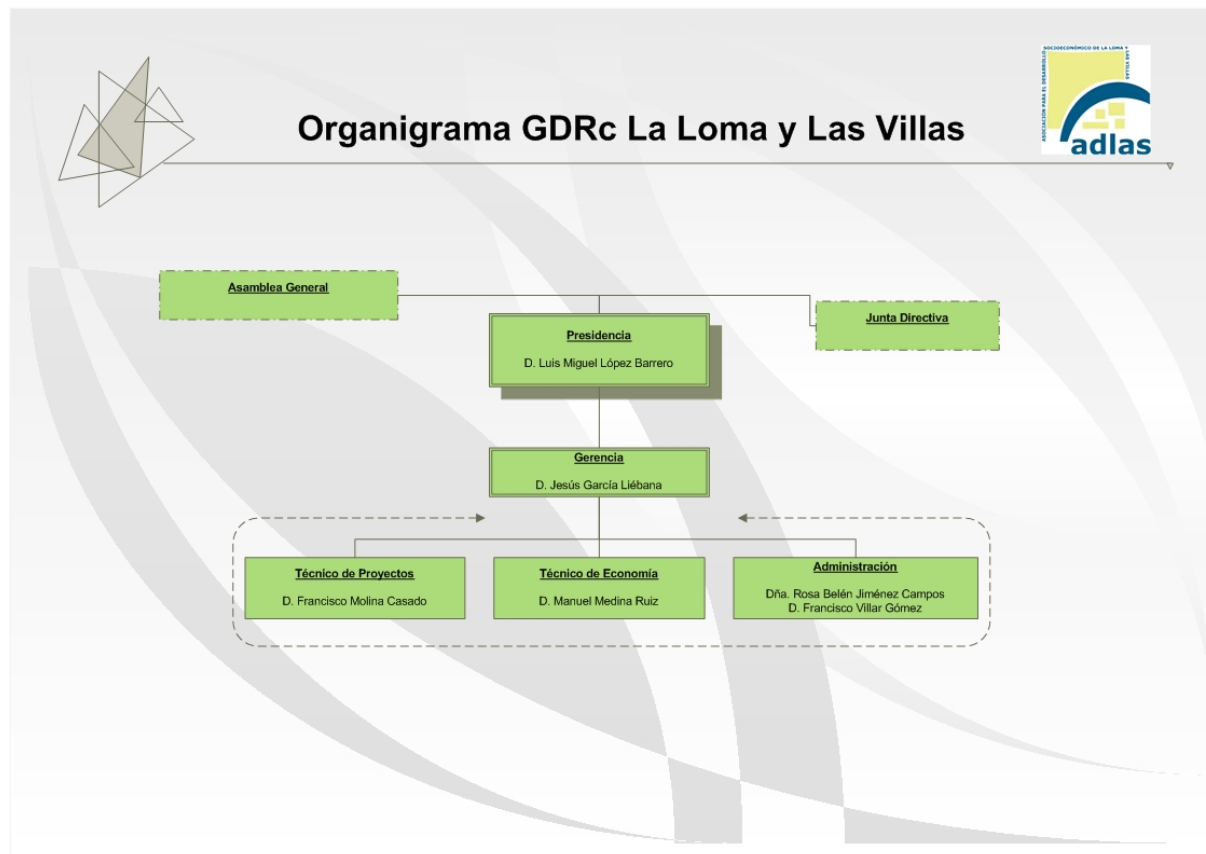 ASOCIACIÓN PARA EL DESARROLLO
SOCIOECONÓMICO DE LA LOMA Y
LAS VILLAS
adlas
Organigrama GDRc La Loma y Las Villas
Asamblea General
Junta Directiva
Presidencia
D. Luis Miguel López Barrero
Gerencia
D. Jesús García Liébana
Técnico de Proyectos
D. Francisco Molina Casado
Técnico de Economía
D. Manuel Medina Ruiz
Administración
Dña. Rosa Belén Jiménez Campos
D. Francisco Villar Gómez